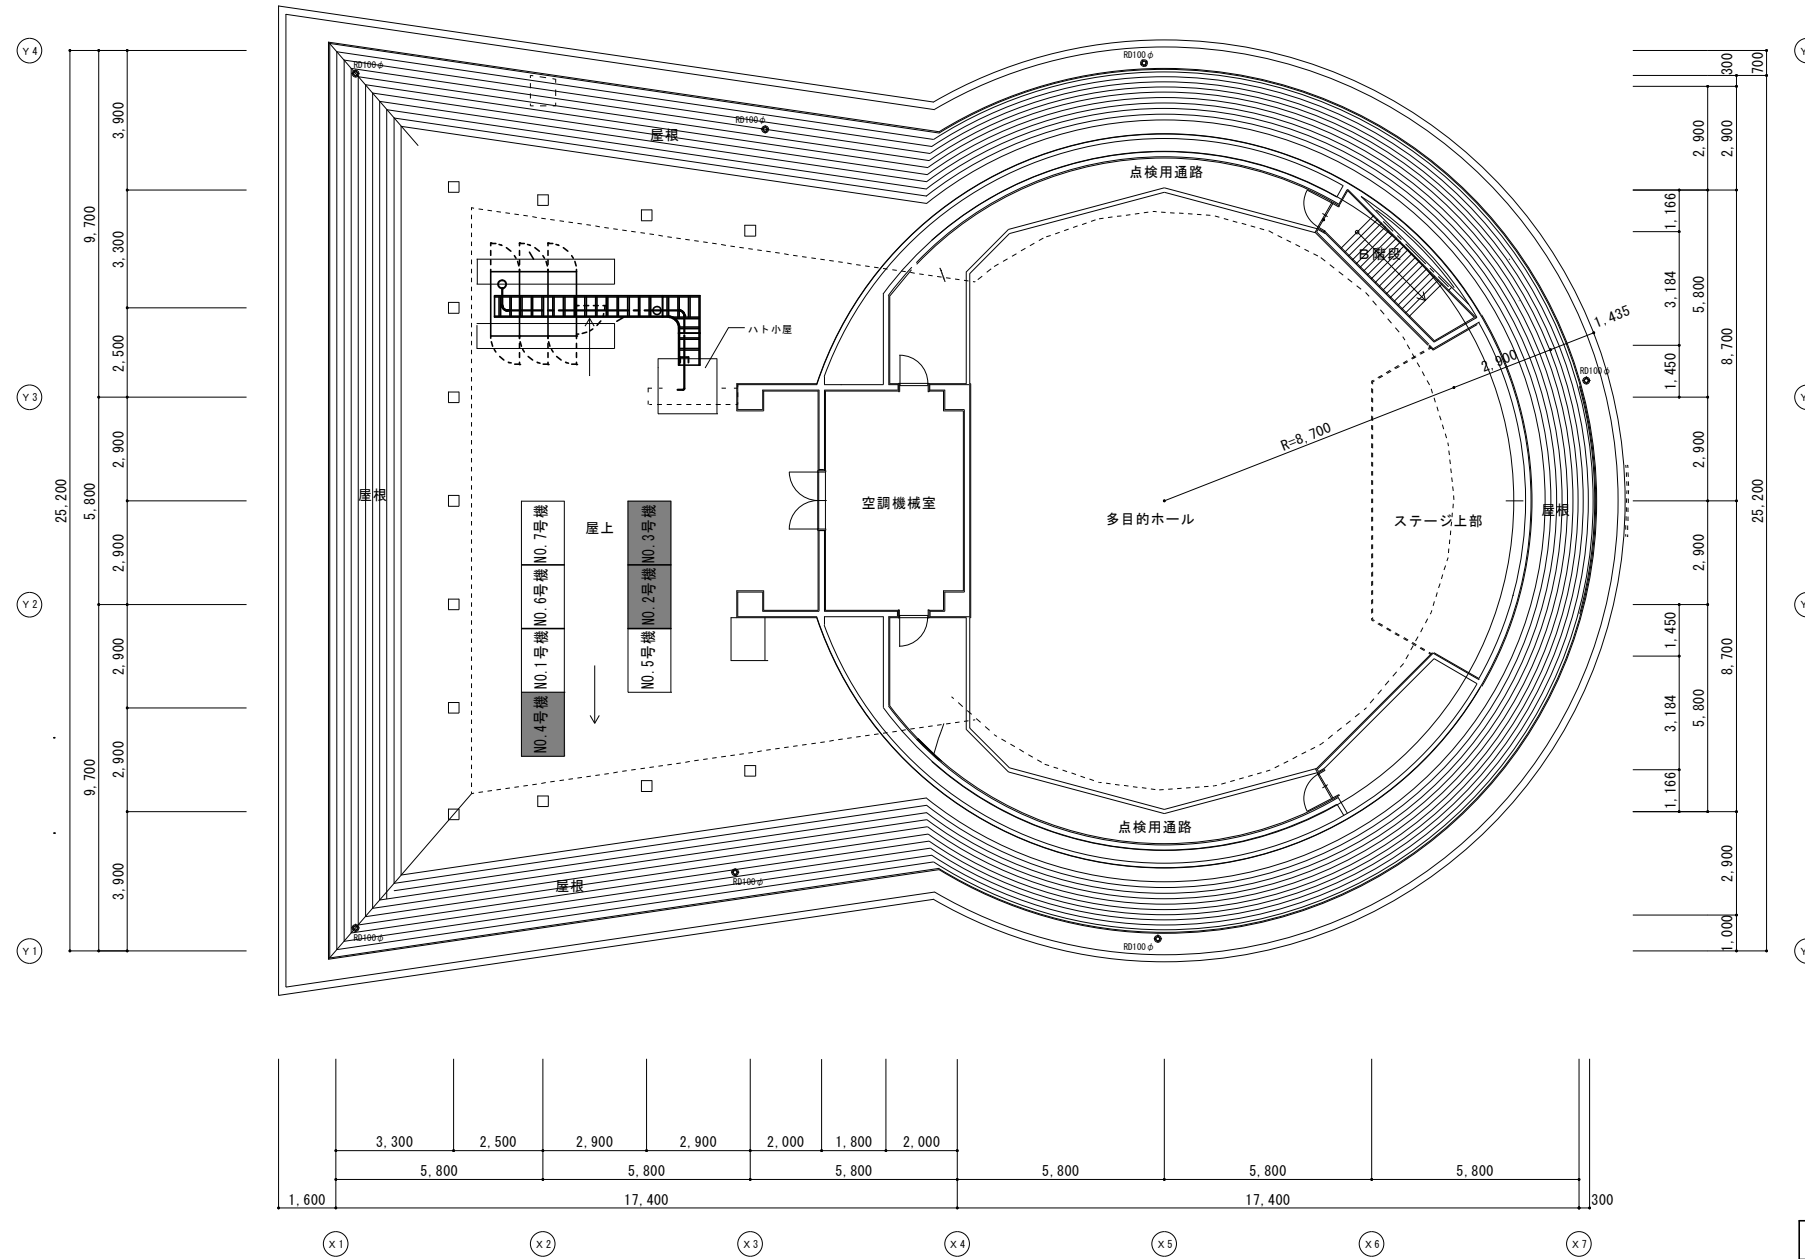 Y4
Y3
Y2
Y1
3,900
3,300
2,500
2,900
2,900
2,900
2,900
3,900
9,700
5,800
9,700
25,200
RD100φ
RD100φ
RD100φ
RD100φ
RD100φ
RD100φ
RD100φ
屋根
屋根
屋根
屋根
点検用通路
B階段
ハト小屋
1,435
2,900
R=8,700
空調機械室
多目的ホール
ステージ上部
屋上
NO.7号機
NO.6号機
NO.1号機
NO.4号機
NO.3号機
NO.2号機
NO.5号機
点検用通路
300
700
2,900
2,900
1,166
3,184
5,800
8,700
1,450
2,900
2,900
25,200
1,450
3,184
5,800
8,700
1,166
2,900
1,000
3,300
2,500
2,900
2,900
2,000
1,800
2,000
5,800
5,800
5,800
5,800
5,800
5,800
1,600
17,400
17,400
300
X1
X2
X3
X4
X5
X6
X7